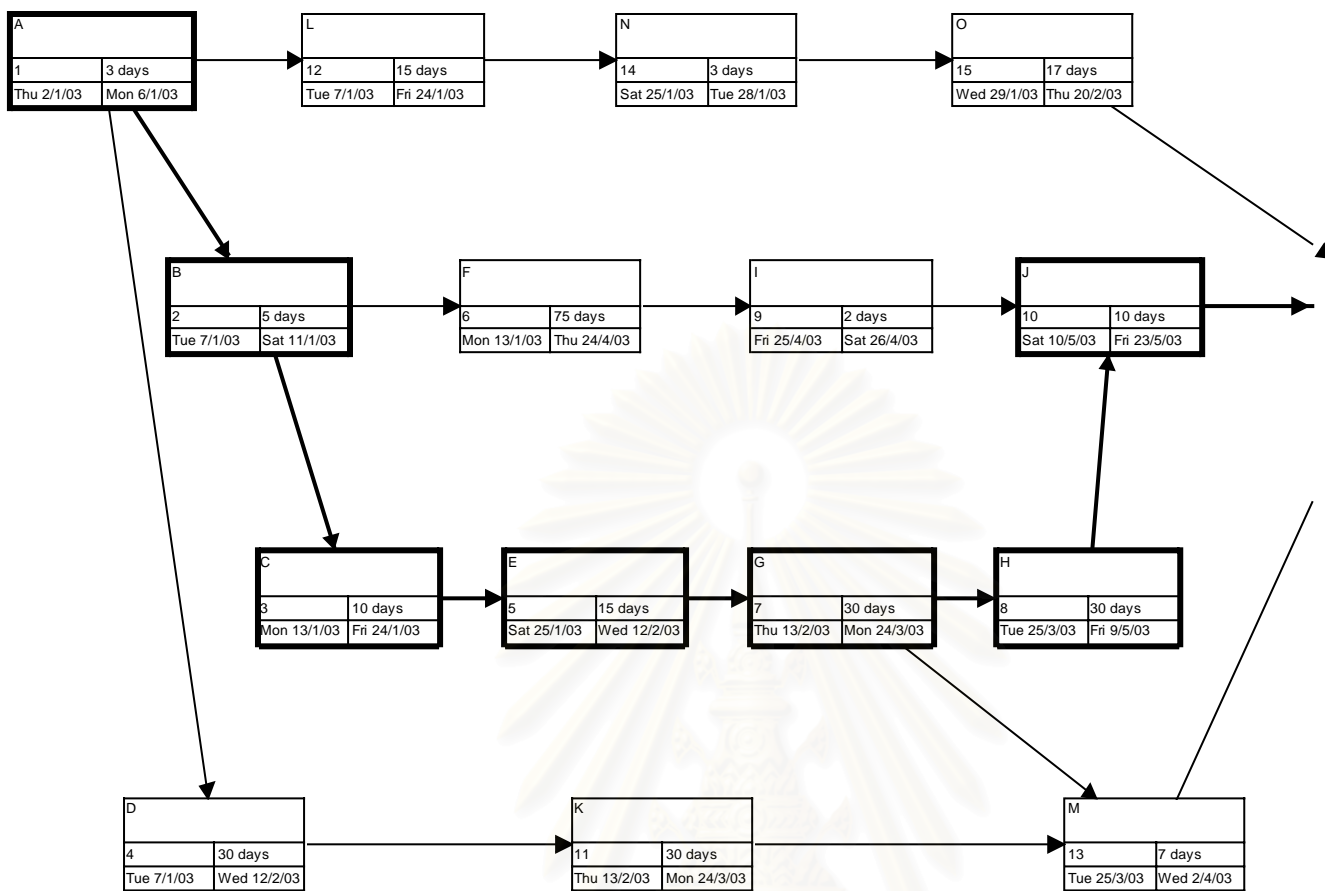 A
1 3 days
Thu 2/1/03 Mon 6/1/03
L
12 15 days
Tue 7/1/03 Fri 24/1/03
N
14 3 days
Sat 25/1/03 Tue 28/1/03
O
15 17 days
Wed 29/1/03 Thu 20/2/03
B
2 5 days
Tue 7/1/03 Sat 11/1/03
F
6 75 days
Mon 13/1/03 Thu 24/4/03
I
9 2 days
Fri 25/4/03 Sat 26/4/03
J
10 10 days
Sat 10/5/03 Fri 23/5/03
C
3 10 days
Mon 13/1/03 Fri 24/1/03
E
5 15 days
Sat 25/1/03 Wed 12/2/03
G
7 30 days
Thu 13/2/03 Mon 24/3/03
H
8 30 days
Tue 25/3/03 Fri 9/5/03
D
4 30 days
Tue 7/1/03 Wed 12/2/03
K
11 30 days
Thu 13/2/03 Mon 24/3/03
M
13 7 days
Tue 25/3/03 Wed 2/4/03